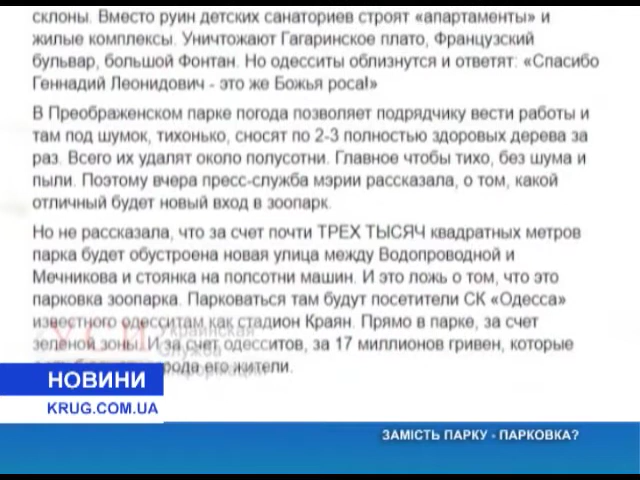 склоны. Вместо руин детских санаториев строят «апартаменты» и
жилые комплексы. Уничтожают Гагаринское плато, Французский
бульвар, большой Фонтан. Но одесситы облизнутся и ответят: «Спасибо
Геннадий Леонидович - это же Божья роса!»
В Преображенском парке погода позволяет подрядчику вести работы и
там под шумок, тихонько, сносят по 2-3 полностью здоровых дерева за
раз. Всего их удалят около полусотни. Главное чтобы тихо, без шума и
пыли. Поэтому вчера пресс-служба мэрии рассказала, о том, какой
отличный будет новый вход в зоопарк.
Но не рассказала, что за счет почти ТРЕХ ТЫСЯЧ квадратных метров
парка будет обустроена новая улица между Водопроводной и
Мечникова и стоянка на полсотни машин. И это ложь о том, что это
парковка зоопарка. Парковаться там будут посетители СК «Одесса»
известного одесситам как стадион Краян. Прямо в парке, за счет
зеленой зоны. И за счет одесситов, за 17 миллионов гривен, которые
его жители.
УСИ Украинская
Служба
Информации
НОВИНИ
KRUG.COM.UA
ЗАМІСТЬ ПАРКУ - ПАРКОВКА?